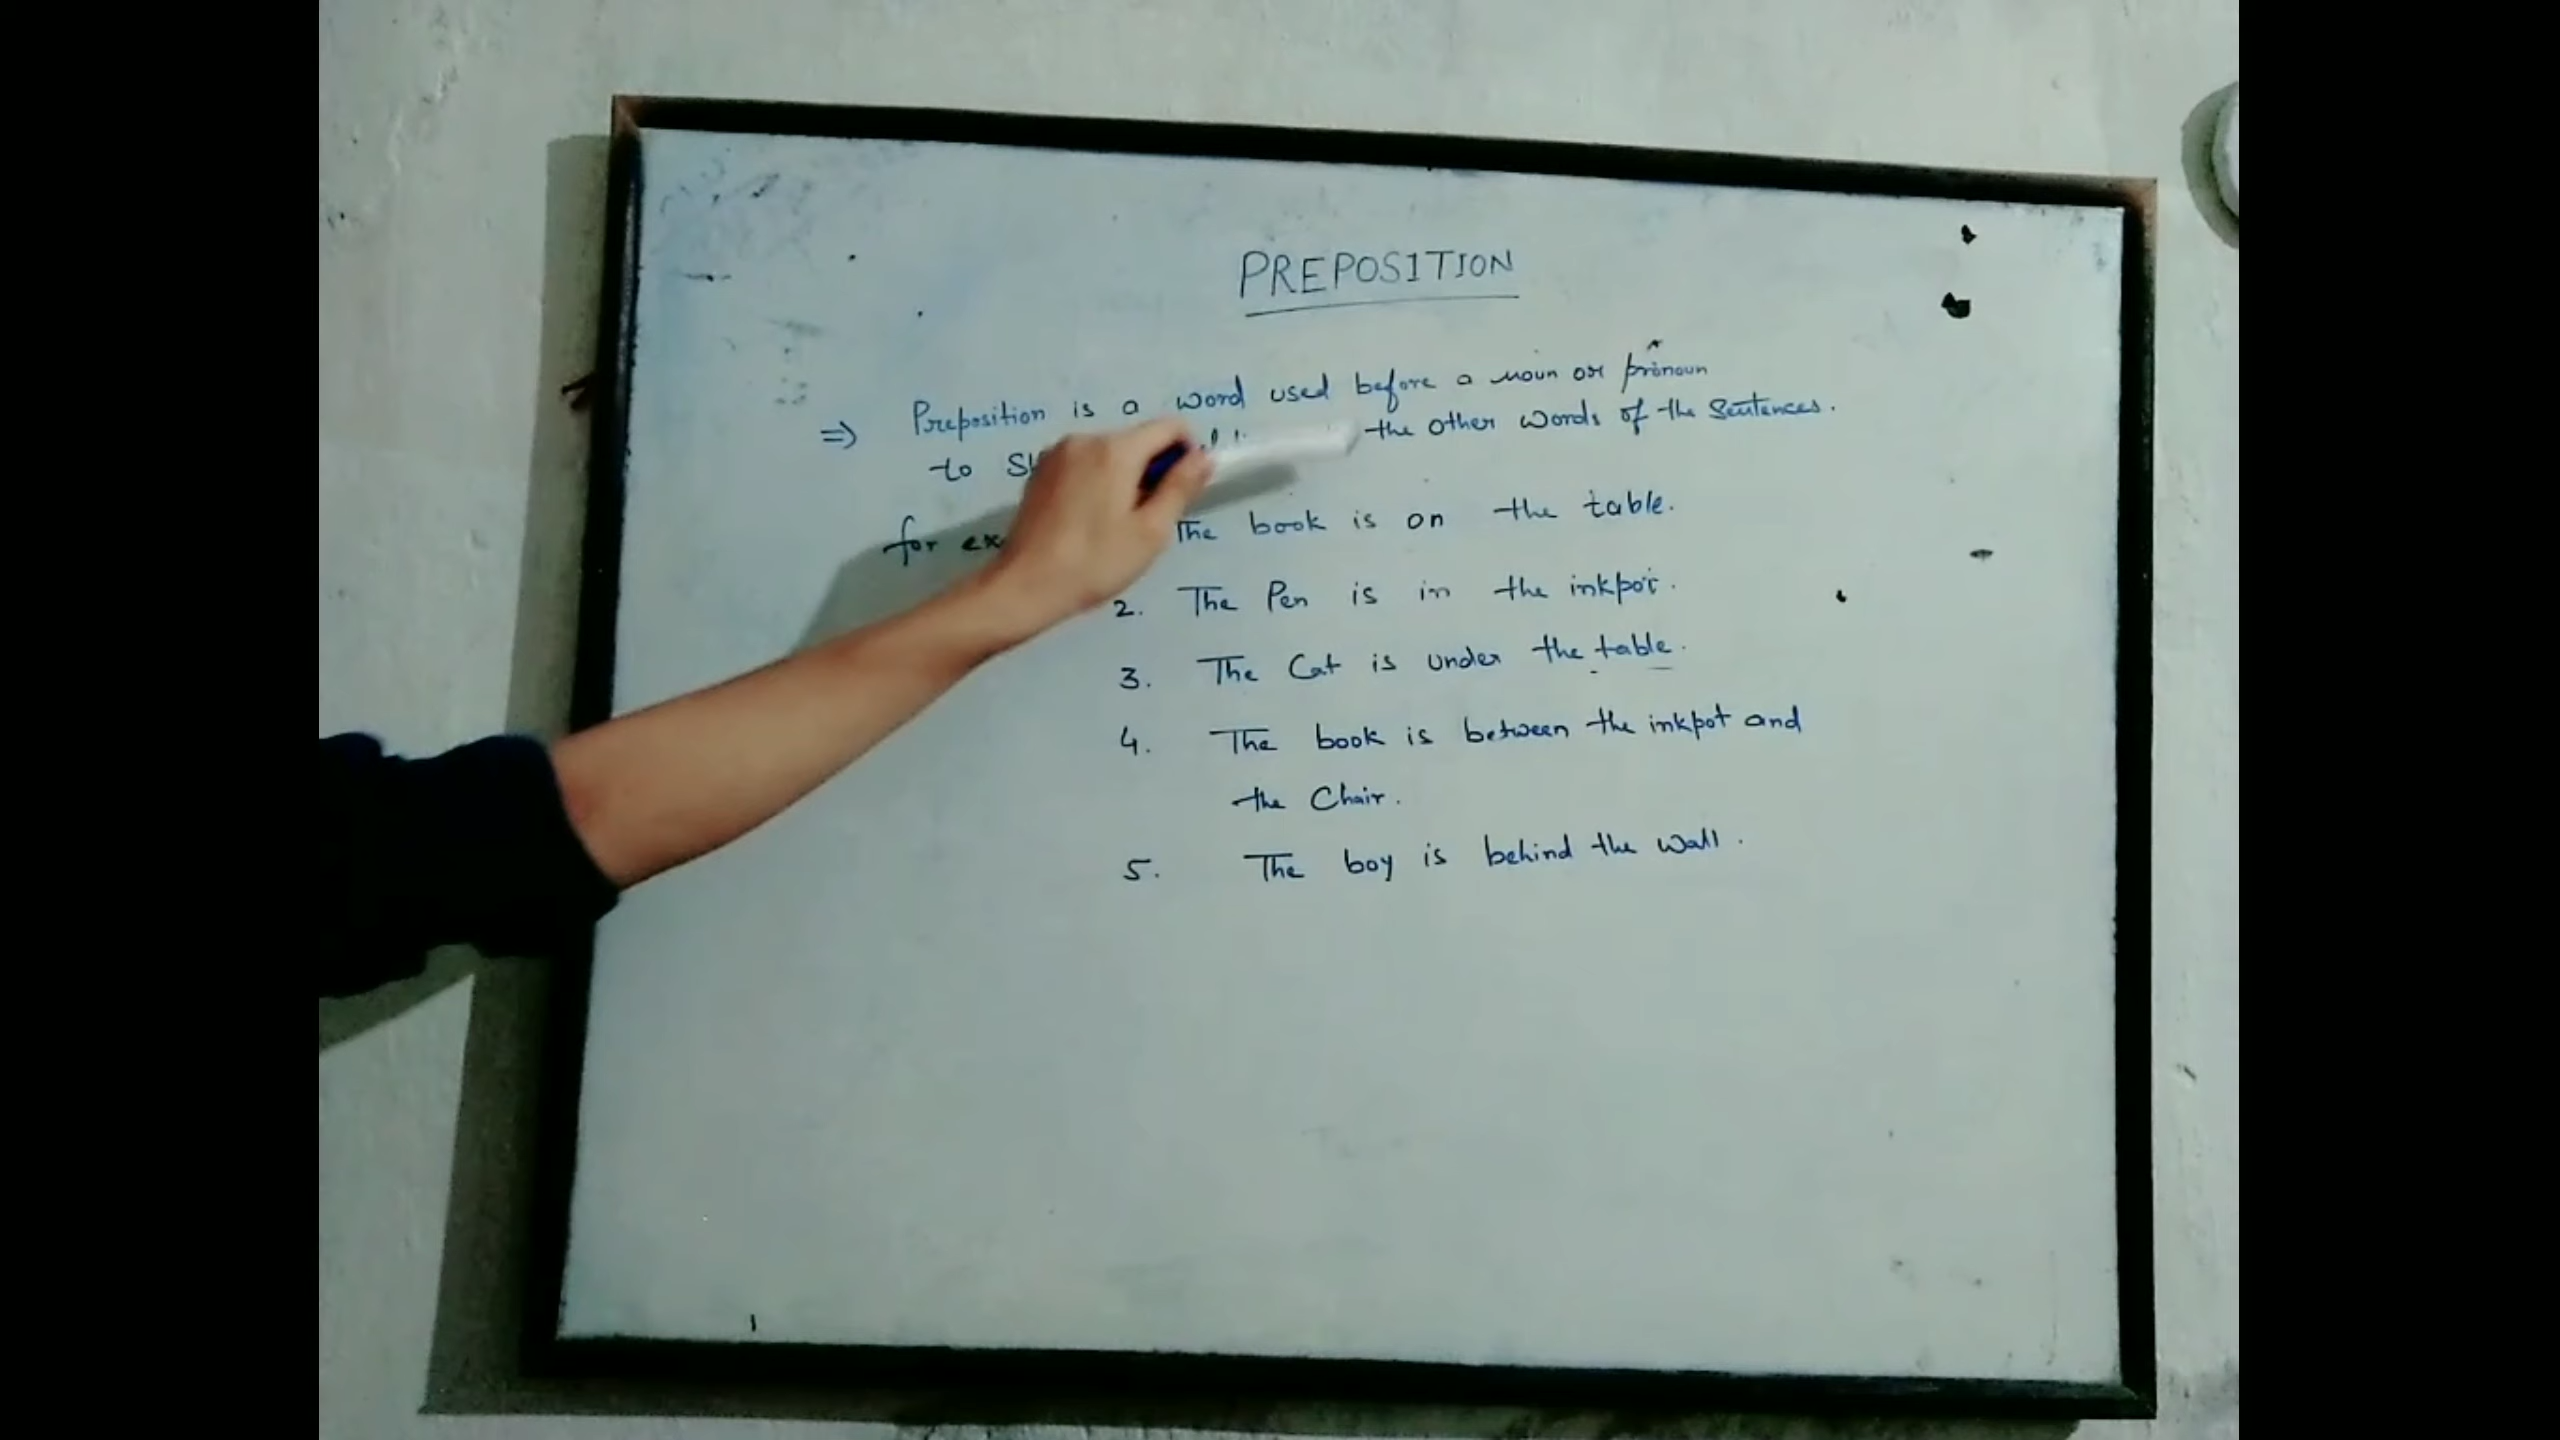 PREPOSITION
⇒ Preposition is a word used before a noun or pronoun
to the other words of the Sentences.
for The book is on the table.
2. The Pen is in the inkpot.
3. The Cat is under the table.
4. The book is between the inkpot and
the Chair.
5. The boy is behind the wall.